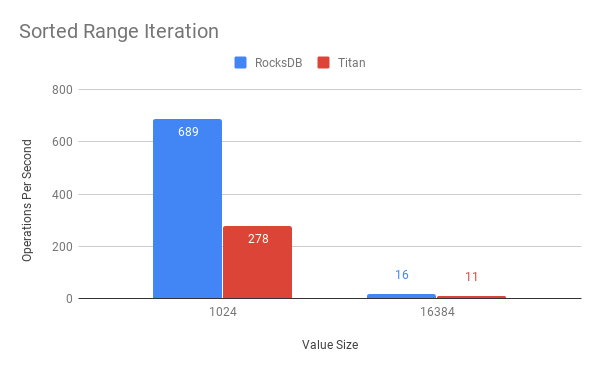 Sorted Range Iteration
RocksDB Titan
800
600
400
200
0
Operations Per Second
689
278
16
11
1024 16384
Value Size